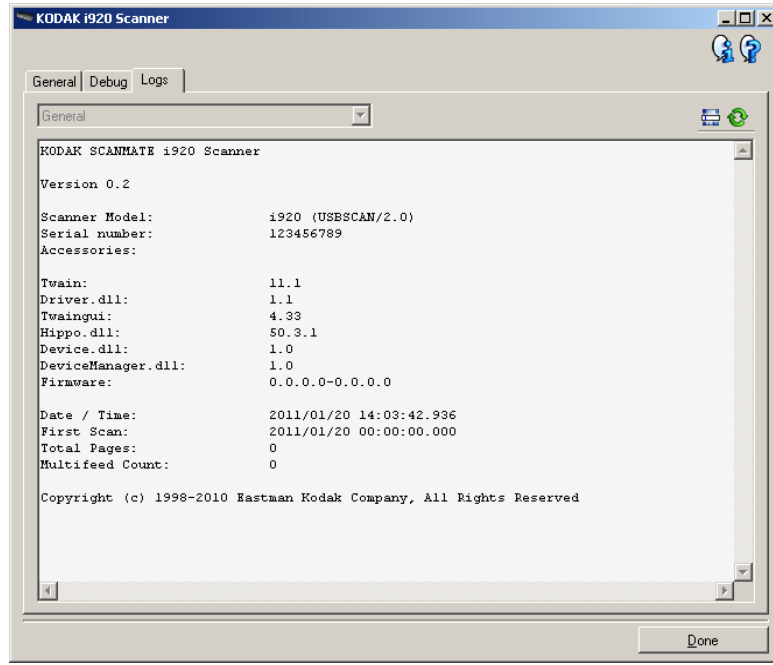 KODAK i920 Scanner
General Debug Logs
General
KODAK SCANMATE i920 Scanner
Version 0.2
Scanner Model: i920 (USBSCAN/2.0)
Serial number: 123456789
Accessories:
Twain: 11.1
Driver.dll: 1.1
Twaingui: 4.33
Hippo.dll: 50.3.1
Device.dll: 1.0
DeviceManager.dll: 1.0
Firmware: 0.0.0.0-0.0.0.0
Date / Time: 2011/01/20 14:03:42.936
First Scan: 2011/01/20 00:00:00.000
Total Pages: 0
Multifeed Count: 0
Copyright (c) 1998-2010 Eastman Kodak Company, All Rights Reserved
Done